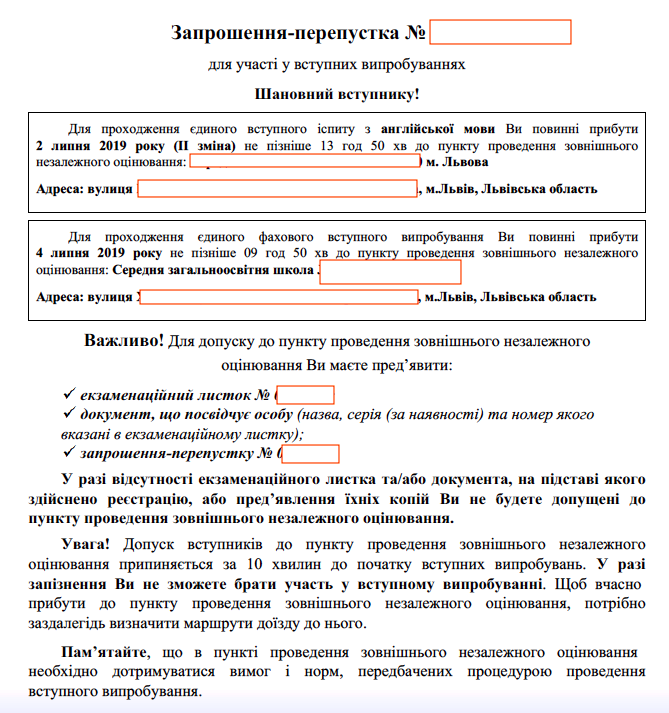 Запрошення-перепустка №
для участі у вступних випробуваннях
Шановний вступнику!
Для проходження єдиного вступного іспиту з англійської мови Ви повинні прибути
2 липня 2019 року (ІІ зміна) не пізніше 13 год 50 хв до пункту проведення зовнішнього
незалежного оцінювання: м. Львова
Адреса: вулиця , м.Львів, Львівська область
Для проходження єдиного фахового вступного випробування Ви повинні прибути
4 липня 2019 року не пізніше 09 год 50 хв до пункту проведення зовнішнього незалежного
оцінювання: Середня загальноосвітня школа
Адреса: вулиця , м.Львів, Львівська область
Важливо! Для допуску до пункту проведення зовнішнього незалежного
оцінювання Ви маєте пред’явити:
✓ екзаменаційний листок №
✓ документ, що посвідчує особу (назва, серія (за наявності) та номер якого
вказані в екзаменаційному листку);
✓ запрошення-перепустку №
У разі відсутності екзаменаційного листка та/або документа, на підставі якого
здійснено реєстрацію, або пред’явлення їхніх копій Ви не будете допущені до
пункту проведення зовнішнього незалежного оцінювання.
Увага! Допуск вступників до пункту проведення зовнішнього незалежного
оцінювання припиняється за 10 хвилин до початку вступних випробувань. У разі
запізнення Ви не зможете брати участь у вступному випробуванні. Щоб вчасно
прибути до пункту проведення зовнішнього незалежного оцінювання, потрібно
заздалегідь визначити маршрути доїзду до нього.
Пам’ятайте, що в пункті проведення зовнішнього незалежного оцінювання
необхідно дотримуватися вимог і норм, передбачених процедурою проведення
вступного випробування.